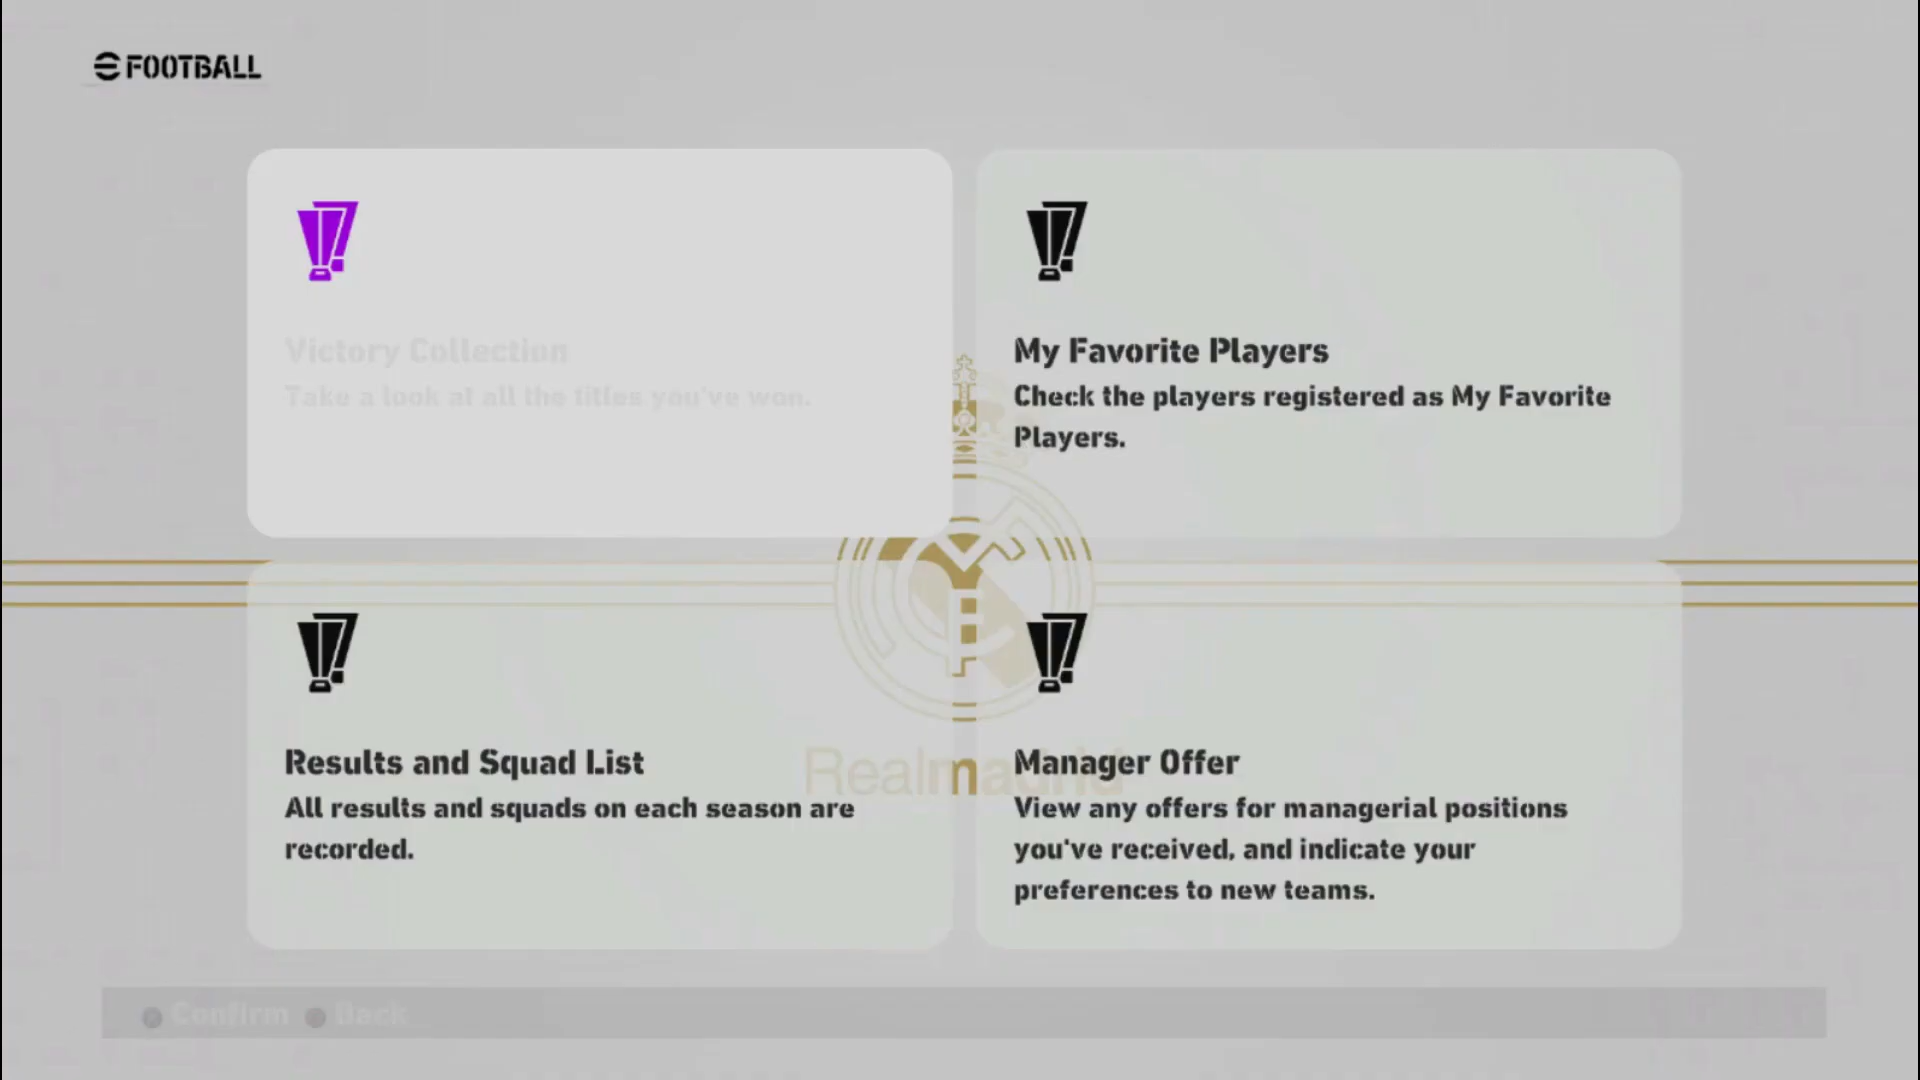 FOOTBALL
Victory Collection
Take a look at all the titles you've won.
My Favorite Players
Check the players registered as My Favorite
Players.
Results and Squad List
All results and squads on each season are
recorded.
Realmadrid
Manager Offer
View any offers for managerial positions
you've received, and indicate your
preferences to new teams.
Confirm Back